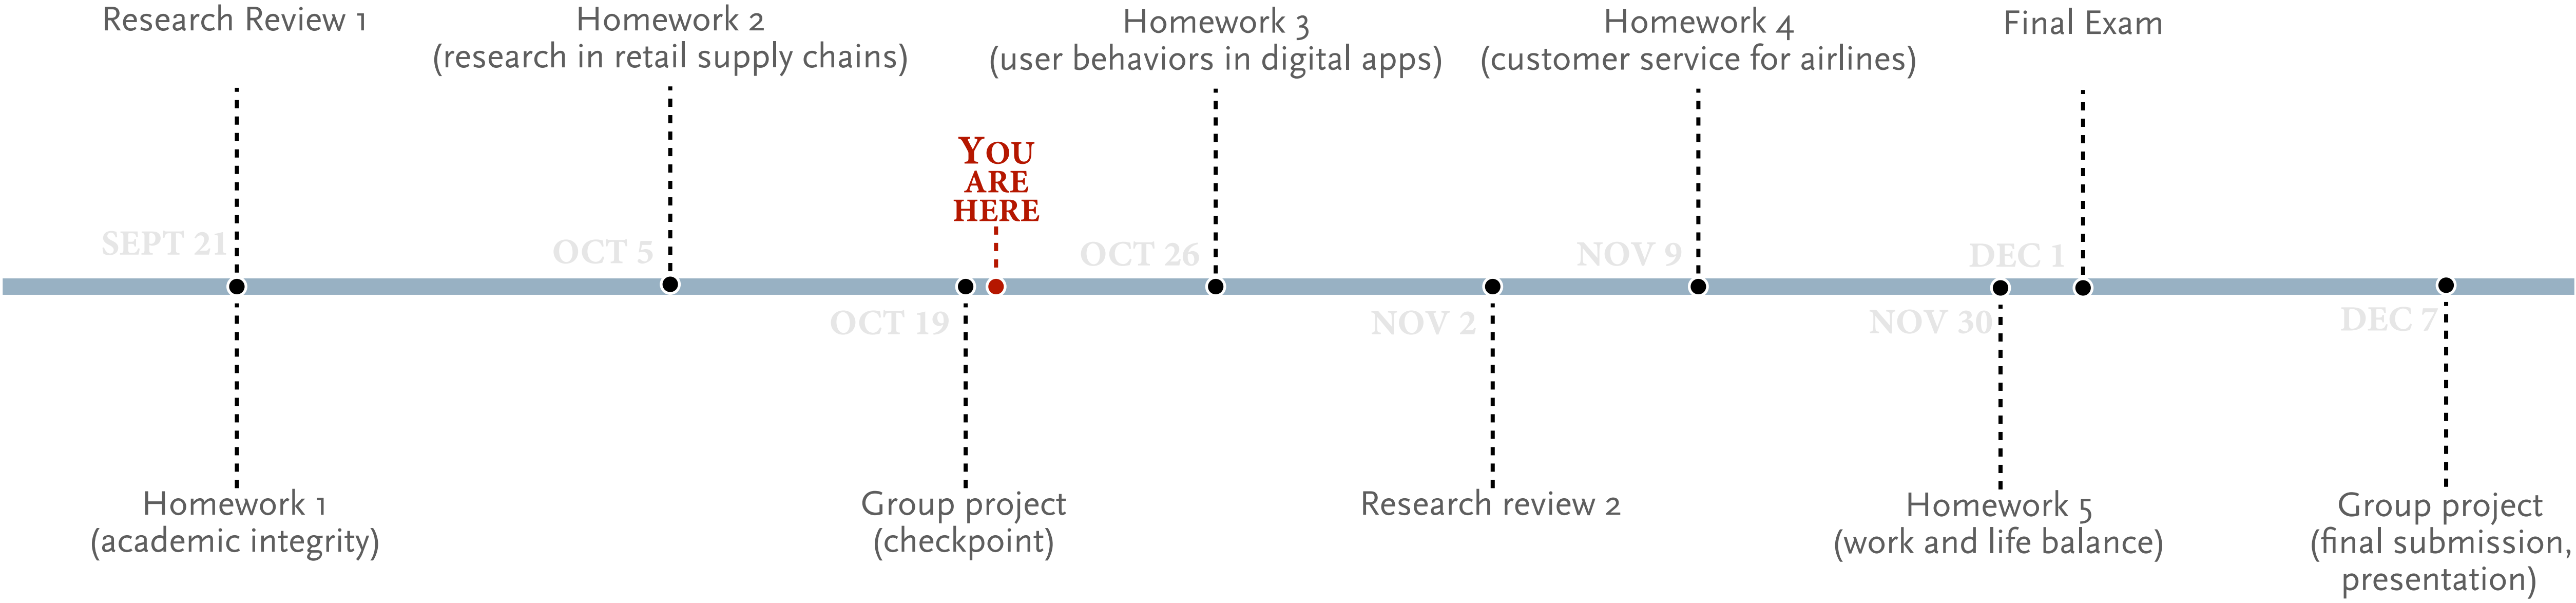 Research Review 1
Homework 2
(research in retail supply chains)
Homework 3
(user behaviors in digital apps)
Homework 4
(customer service for airlines)
Final Exam
YOU
ARE
HERE
SEPT 21
OCT 5
OCT 26
NOV 9
DEC 1
OCT 19
NOV 2
NOV 30
DEC 7
Homework 1
(academic integrity)
Group project
(checkpoint)
Research review 2
Homework 5
(work and life balance)
Group project
(final submission,
presentation)